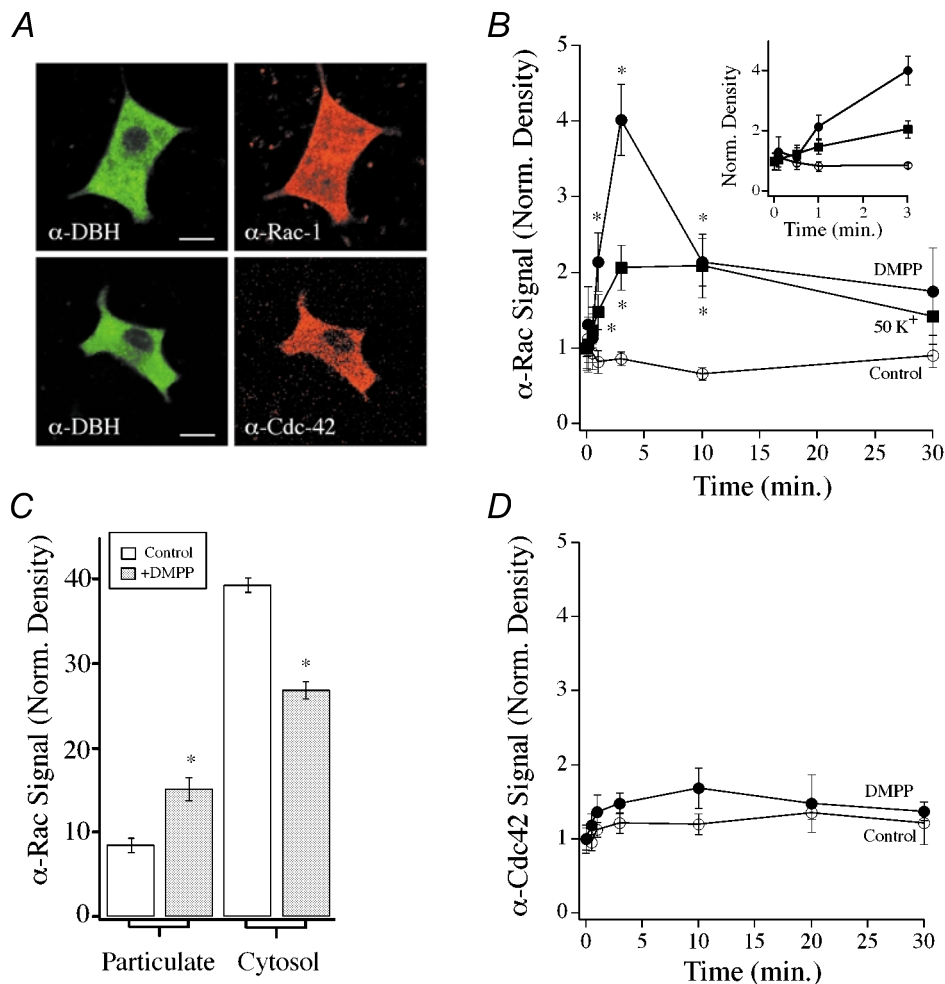 A
α-DBH
α-Rac-1
α-DBH
α-Cdc-42
B
α-Rac Signal (Norm. Density)
5
4
3
2
1
0
0
5
10
15
20
25
30
Time (min.)
*
*
*
*
*
*
DMPP
50 K⁺
Control
Norm. Density
4
2
0
0
1
2
3
Time (min.)
C
α-Rac Signal (Norm. Density)
40
30
20
10
0
Control
+DMPP
*
*
Particulate Cytosol
D
α-Cdc42 Signal (Norm. Density)
5
4
3
2
1
0
DMPP
Control
0 5 10 15 20 25 30
Time (min.)